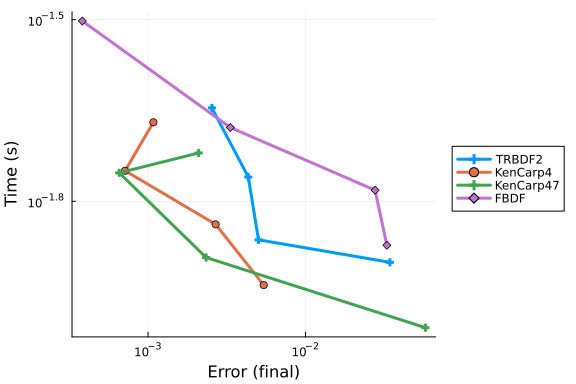 10^-1.5
10^-1.8
Time (s)
10^-3
10^-2
Error (final)
TRBDF2
KenCarp4
KenCarp47
FBDF